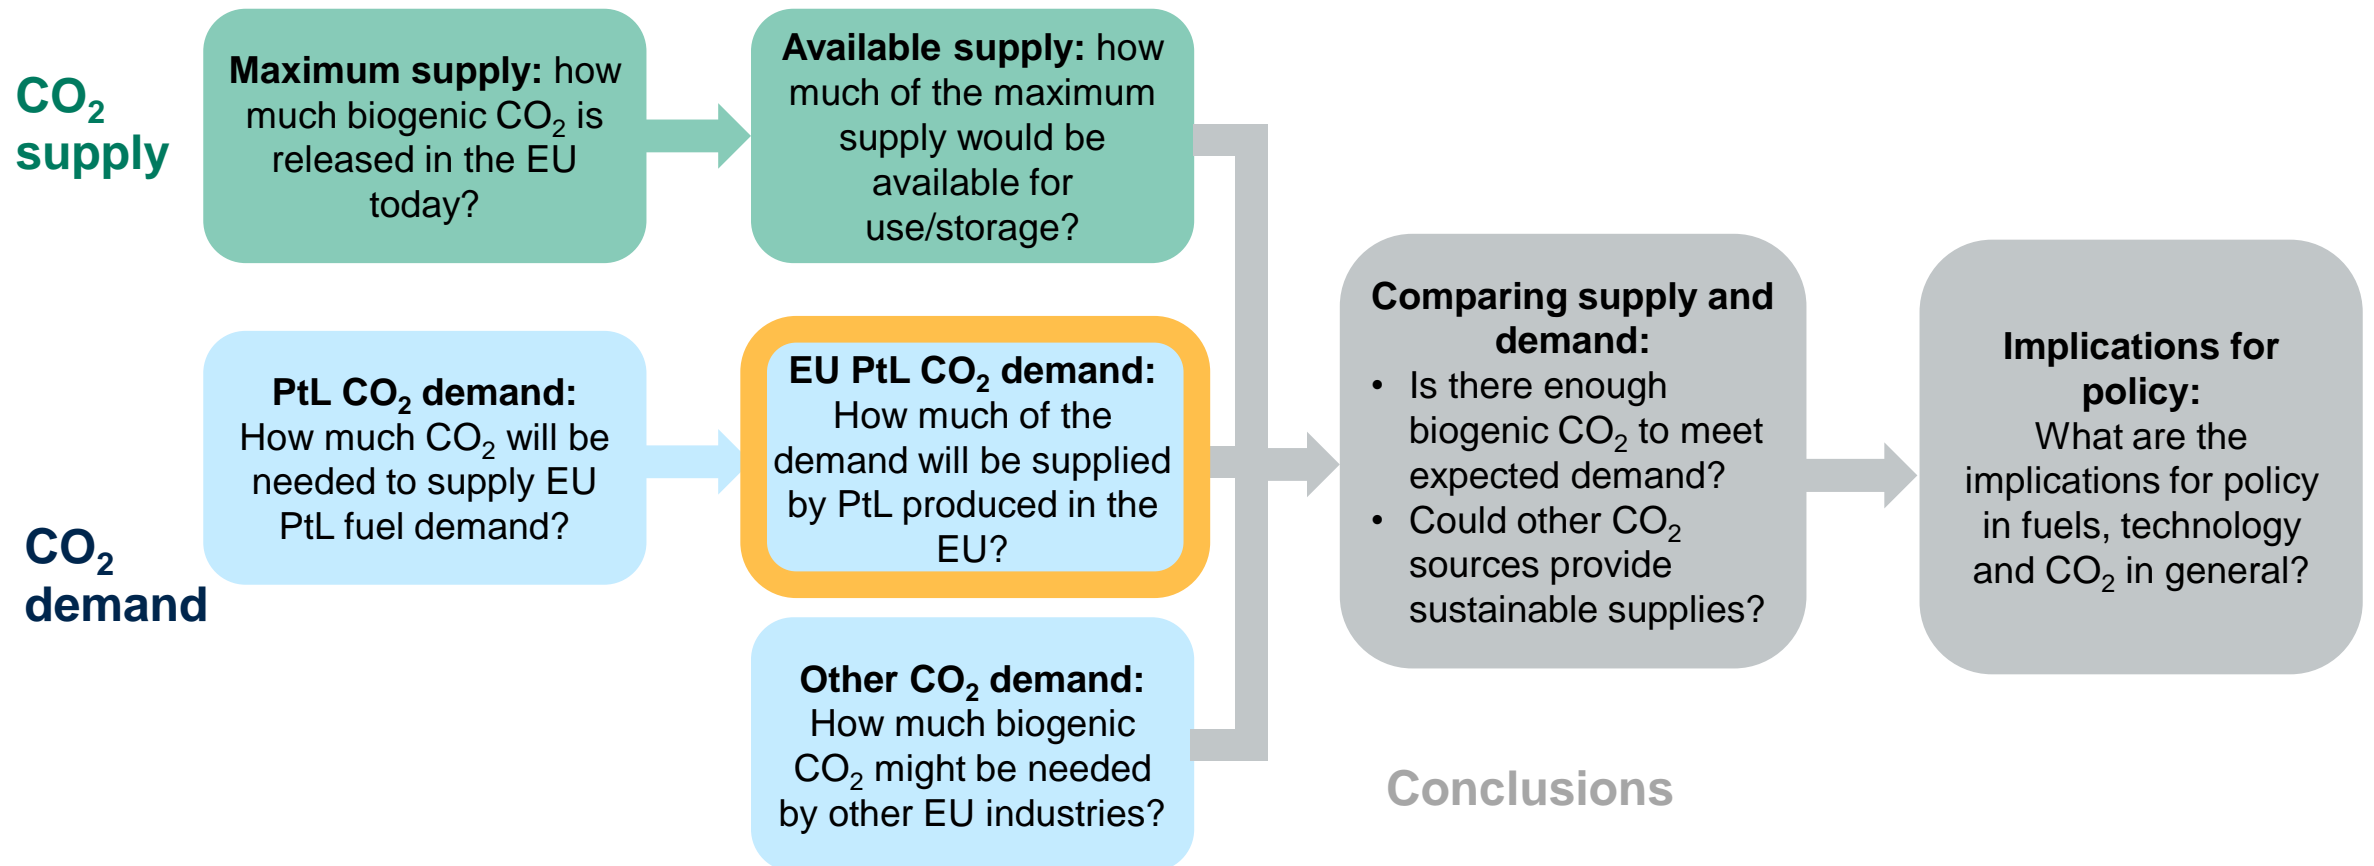 CO₂
supply
Maximum supply: how
much biogenic CO₂ is
released in the EU
today?
Available supply: how
much of the maximum
supply would be
available for
use/storage?
CO₂
demand
PtL CO₂ demand:
How much CO₂ will be
needed to supply EU
PtL fuel demand?
EU PtL CO₂ demand:
How much of the
demand will be supplied
by PtL produced in the
EU?
Other CO₂ demand:
How much biogenic
CO₂ might be needed
by other EU industries?
Comparing supply and
demand:
• Is there enough
biogenic CO₂ to meet
expected demand?
• Could other CO₂
sources provide
sustainable supplies?
Implications for
policy:
What are the
implications for policy
in fuels, technology
and CO₂ in general?
Conclusions